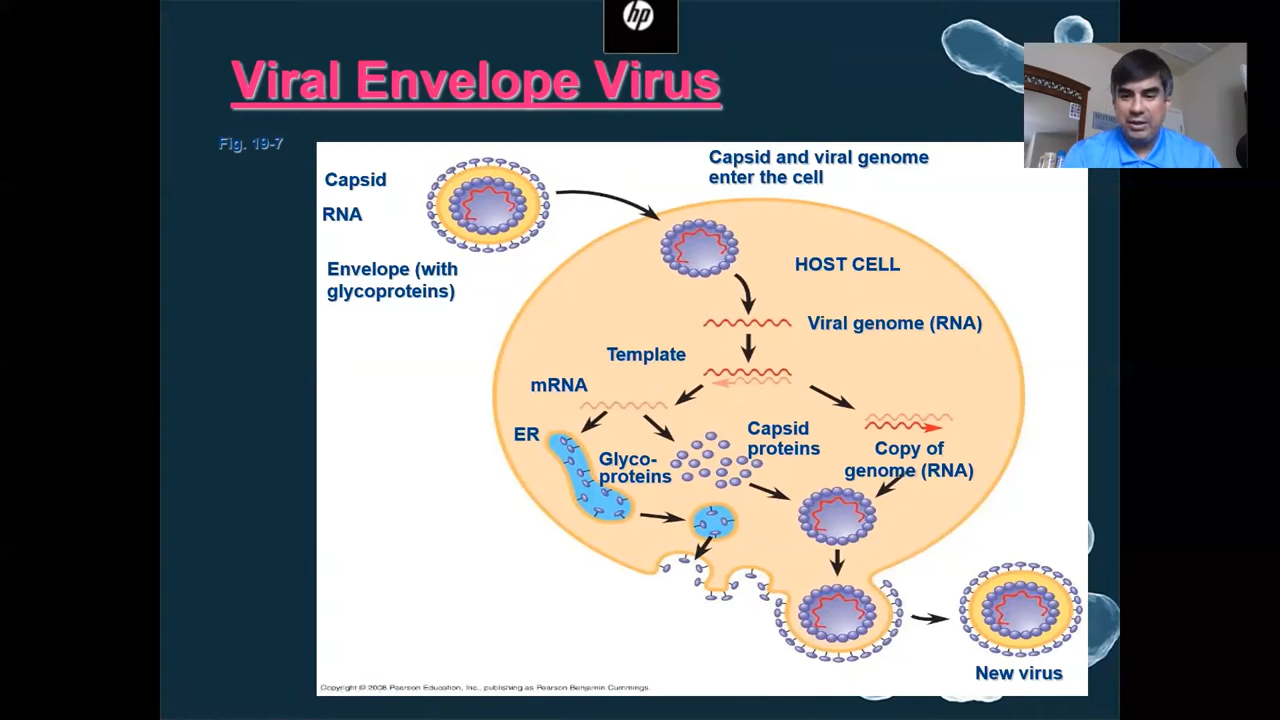 hp
Viral Envelope Virus
Fig. 19-7
Capsid
RNA
Envelope (with
glycoproteins)
Capsid and viral genome
enter the cell
HOST CELL
Viral genome (RNA)
Template
mRNA
ER
Glyco-
proteins
Capsid
proteins
Copy of
genome (RNA)
New virus
Copyright © 2008 Pearson Education, Inc., publishing as Pearson Benjamin Cummings.